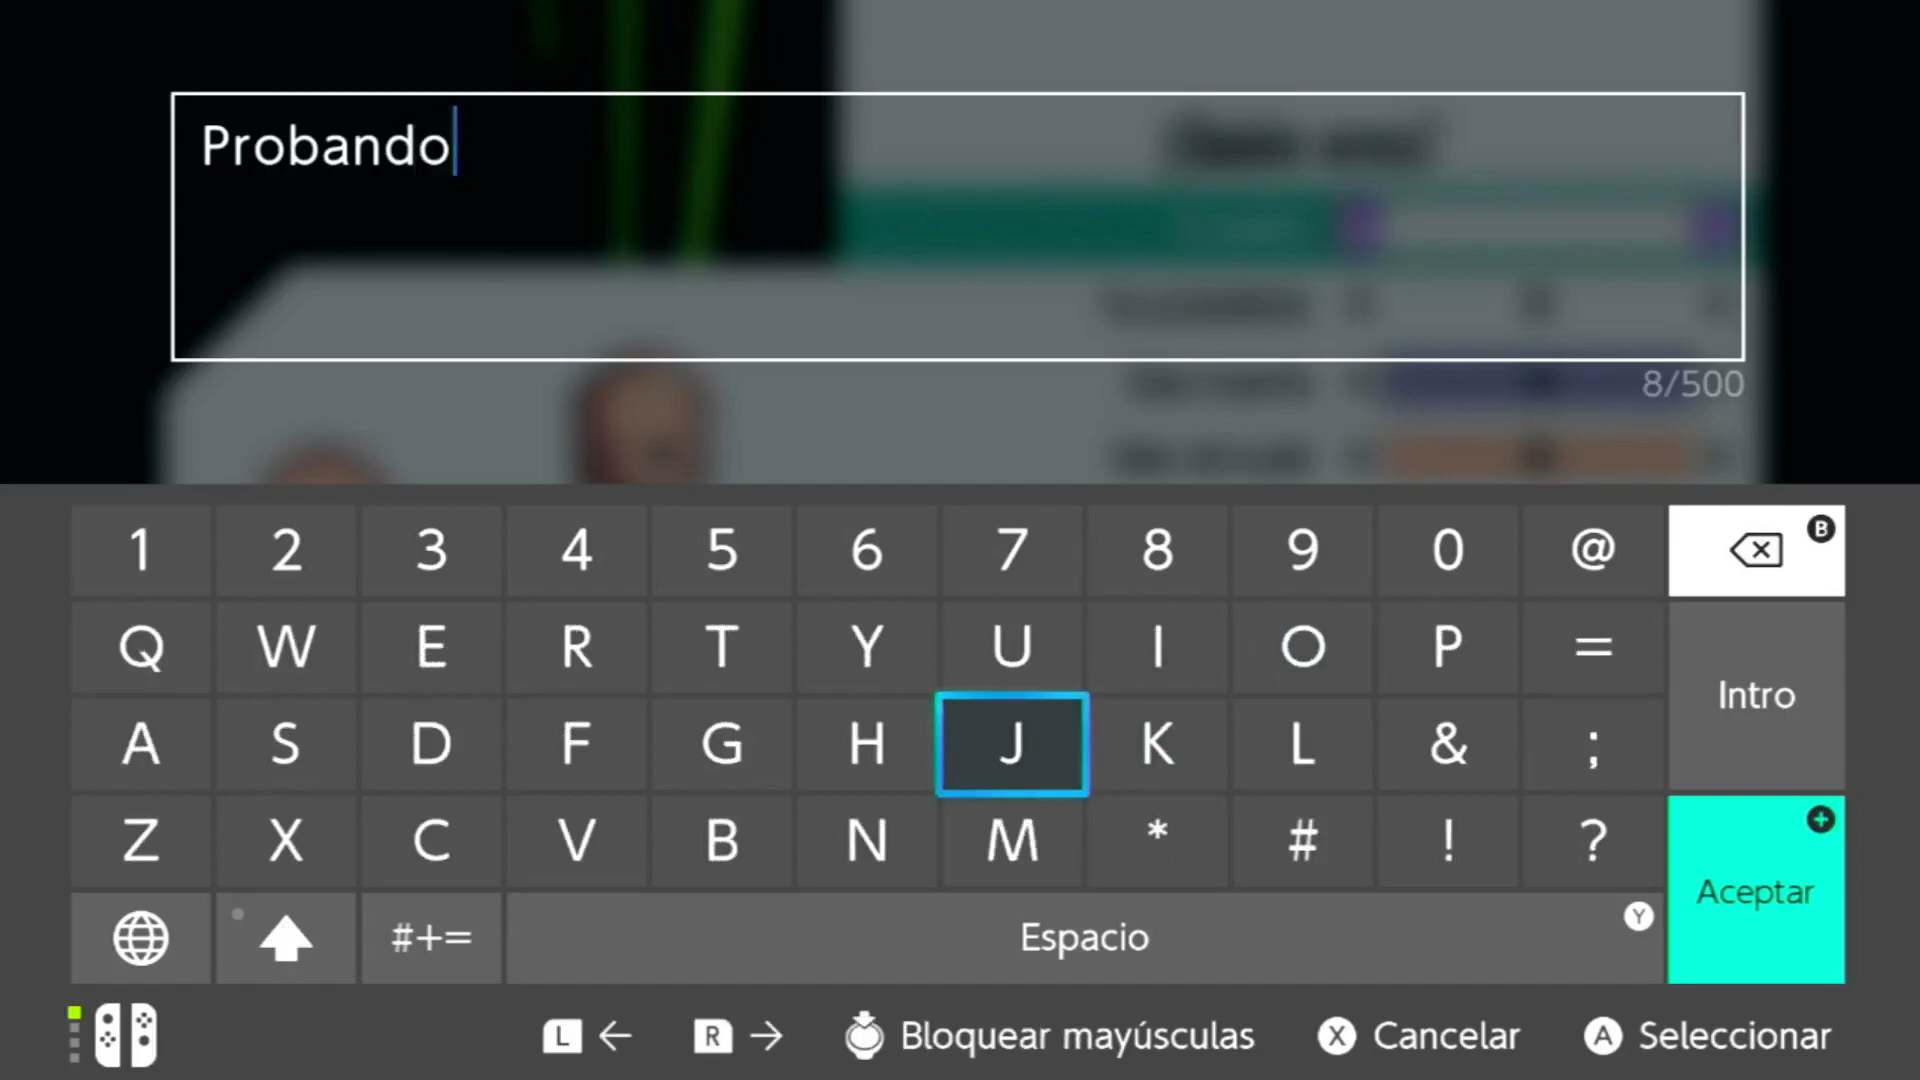 Probando
8/500
1 2 3 4 5 6 7 8 9 0 @ B
Q W E R T Y U I O P =
Intro
A S D F G H J K L & ;
Z X C V B N M * # ! ?
Aceptar
#+= Espacio Y
L ← R → Bloquear mayúsculas X Cancelar A Seleccionar